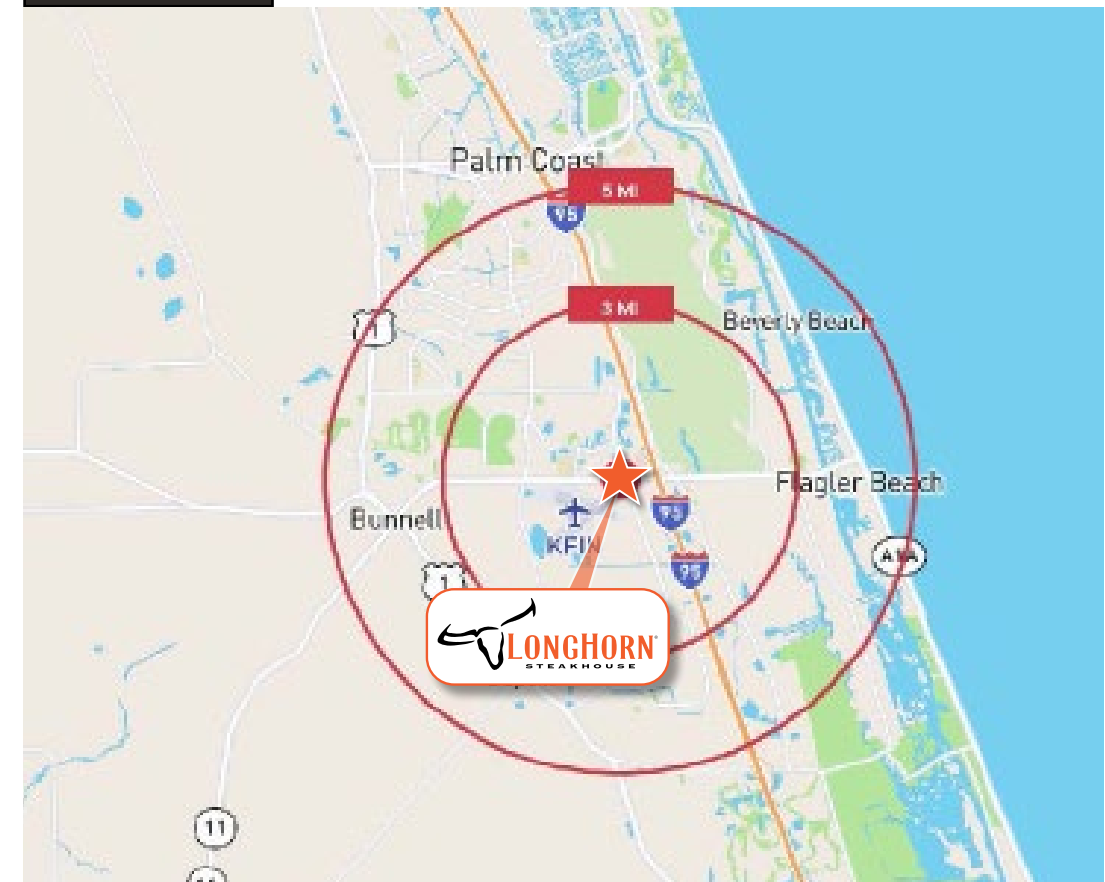 Palm Coast
5 MI
95
3 MI
Beverly Beach
1
Flagler Beach
Bunnell
95
KFIN
A1A
95
1
LONGHORN
STEAKHOUSE
11